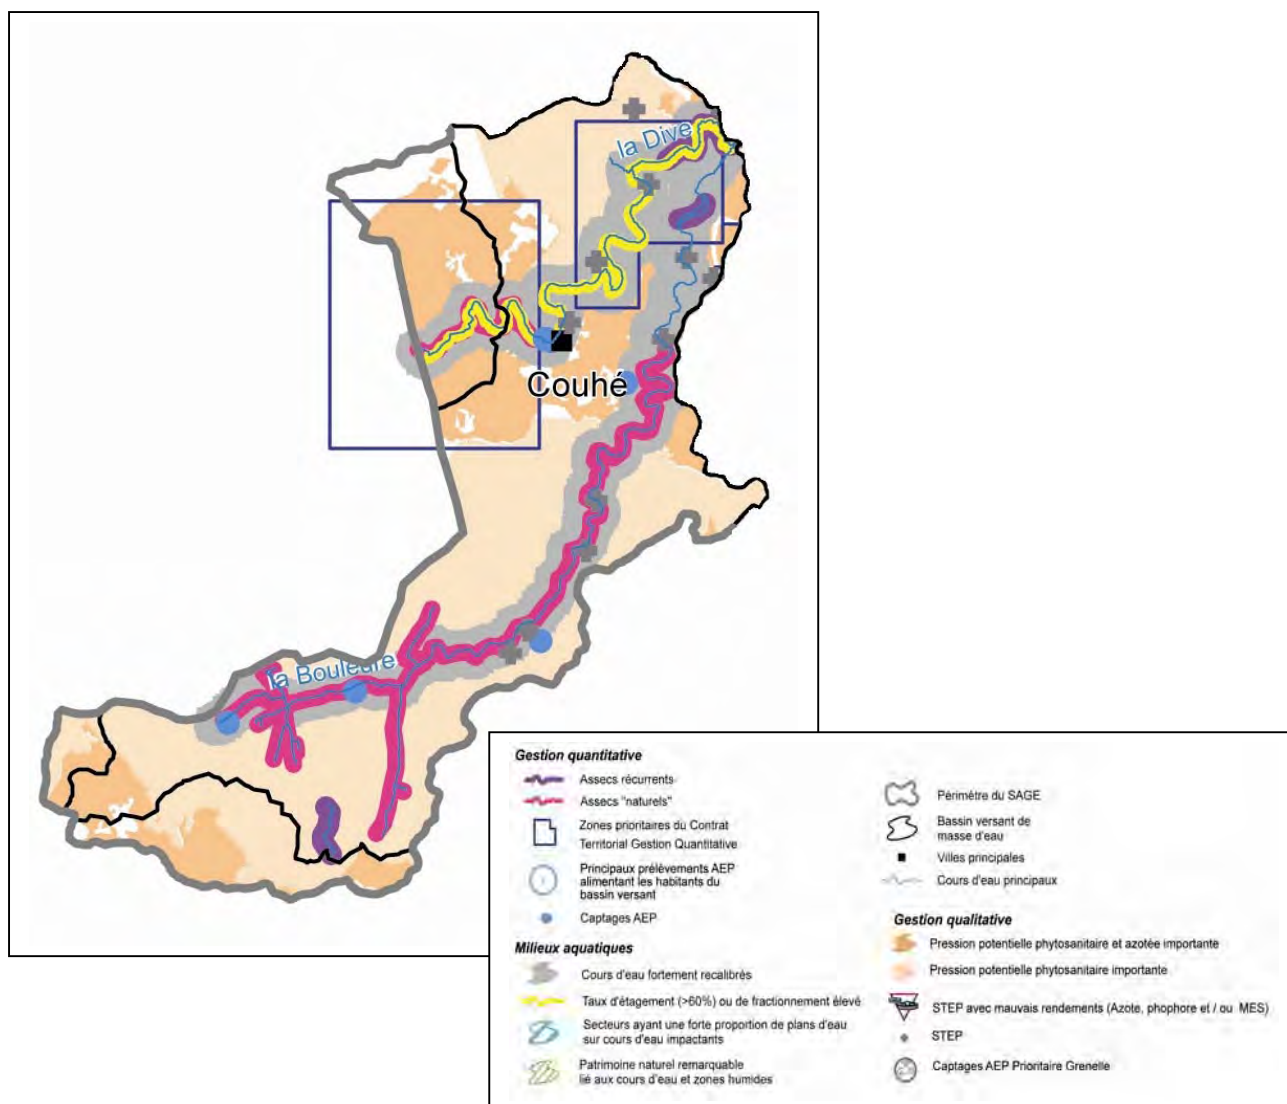 la Dive
Couhé
la Bouleure
Gestion quantitative
Assecs récurrents
Assecs "naturels"
Zones prioritaires du Contrat
Territorial Gestion Quantitative
Principaux prélèvements AEP
alimentant les habitants du
bassin versant
Captages AEP
Milieux aquatiques
Cours d'eau fortement recalibrés
Taux d'étagement (>60%) ou de fractionnement élevé
Secteurs ayant une forte proportion de plans d'eau
sur cours d'eau impactants
Patrimoine naturel remarquable
lié aux cours d'eau et zones humides
Périmètre du SAGE
Bassin versant de
masse d'eau
Villes principales
Cours d'eau principaux
Gestion qualitative
Pression potentielle phytosanitaire et azotée importante
Pression potentielle phytosanitaire importante
STEP avec mauvais rendements (Azote, phophore et / ou MES)
STEP
Captages AEP Prioritaire Grenelle